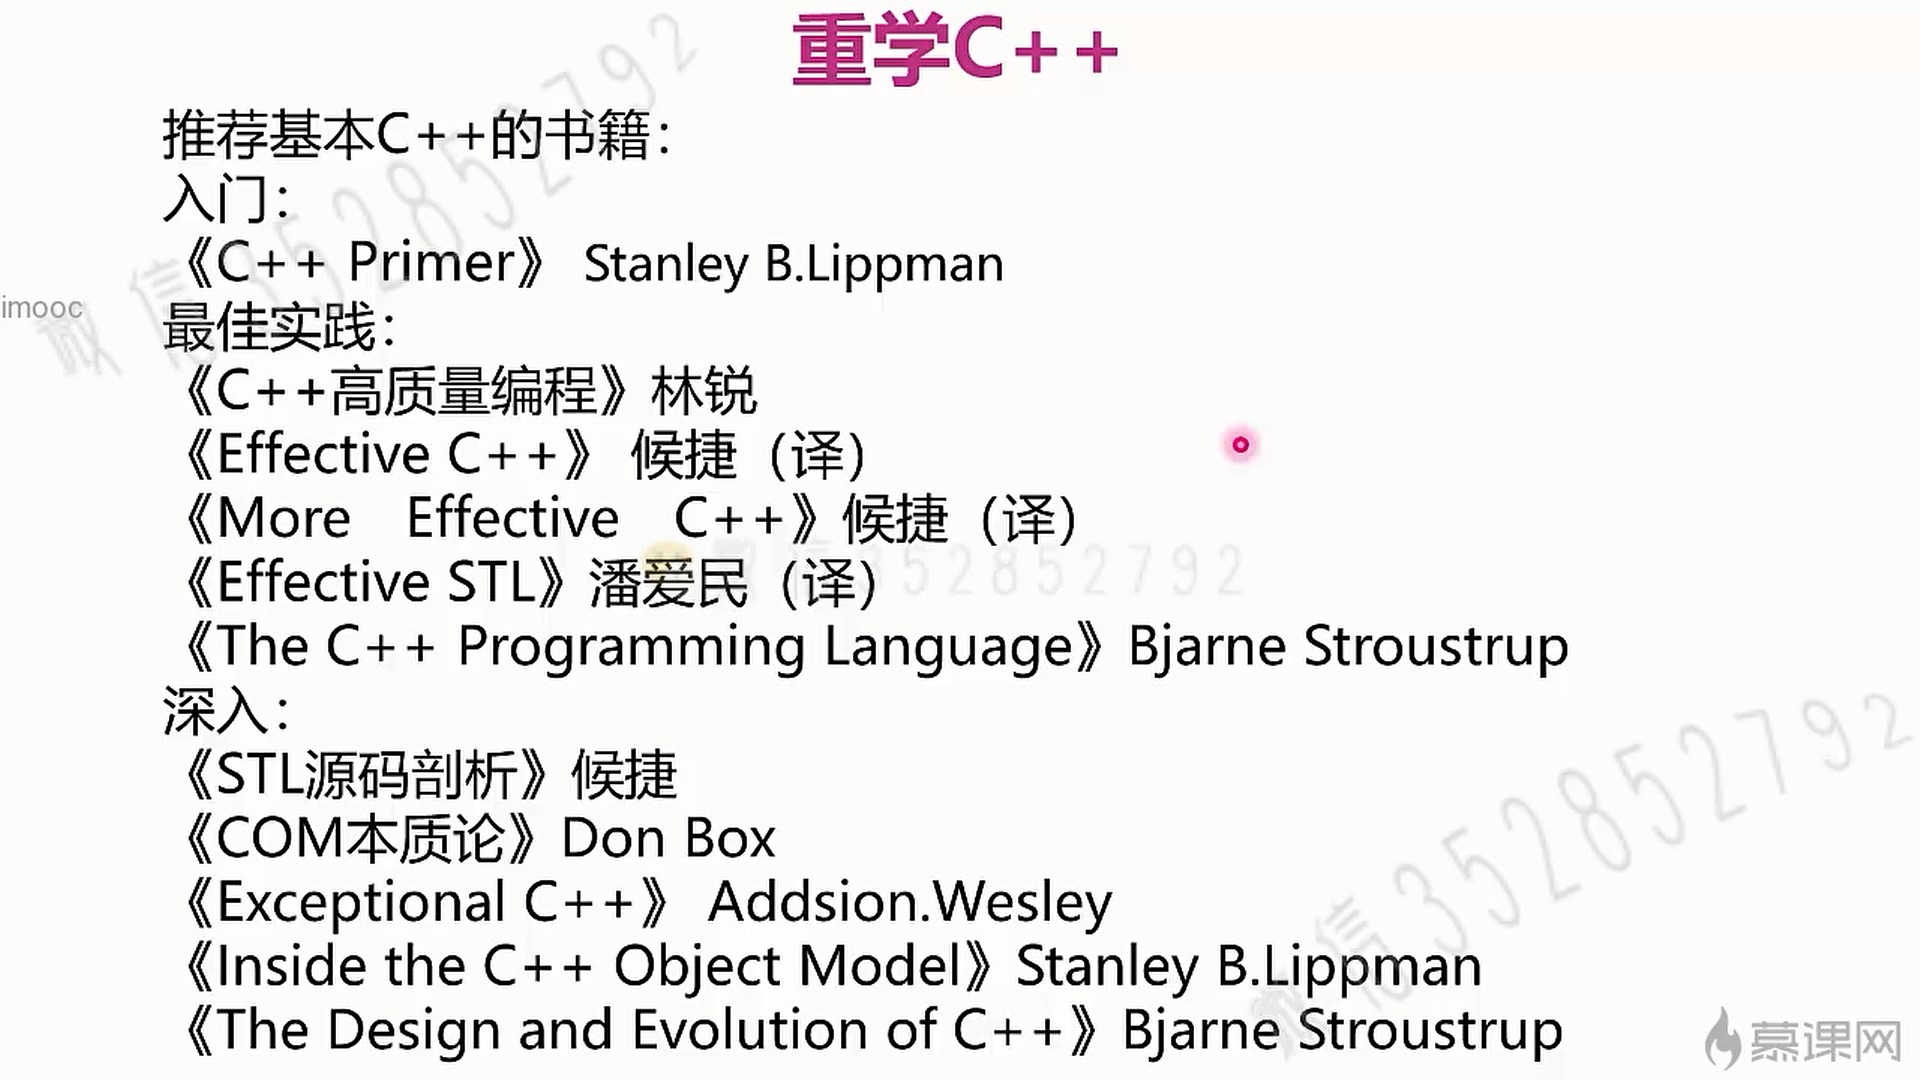 重学C++
推荐基本C++的书籍：
入门：
《C++ Primer》 Stanley B.Lippman
imooc
最佳实践：
《C++高质量编程》林锐
《Effective C++》 候捷（译）
《More Effective C++》候捷（译）
《Effective STL》潘爱民（译）
《The C++ Programming Language》Bjarne Stroustrup
深入：
《STL源码剖析》候捷
《COM本质论》Don Box
《Exceptional C++》 Addsion.Wesley
《Inside the C++ Object Model》Stanley B.Lippman
《The Design and Evolution of C++》Bjarne Stroustrup
微信352852792
微信352852792
微信352852792
慕课网